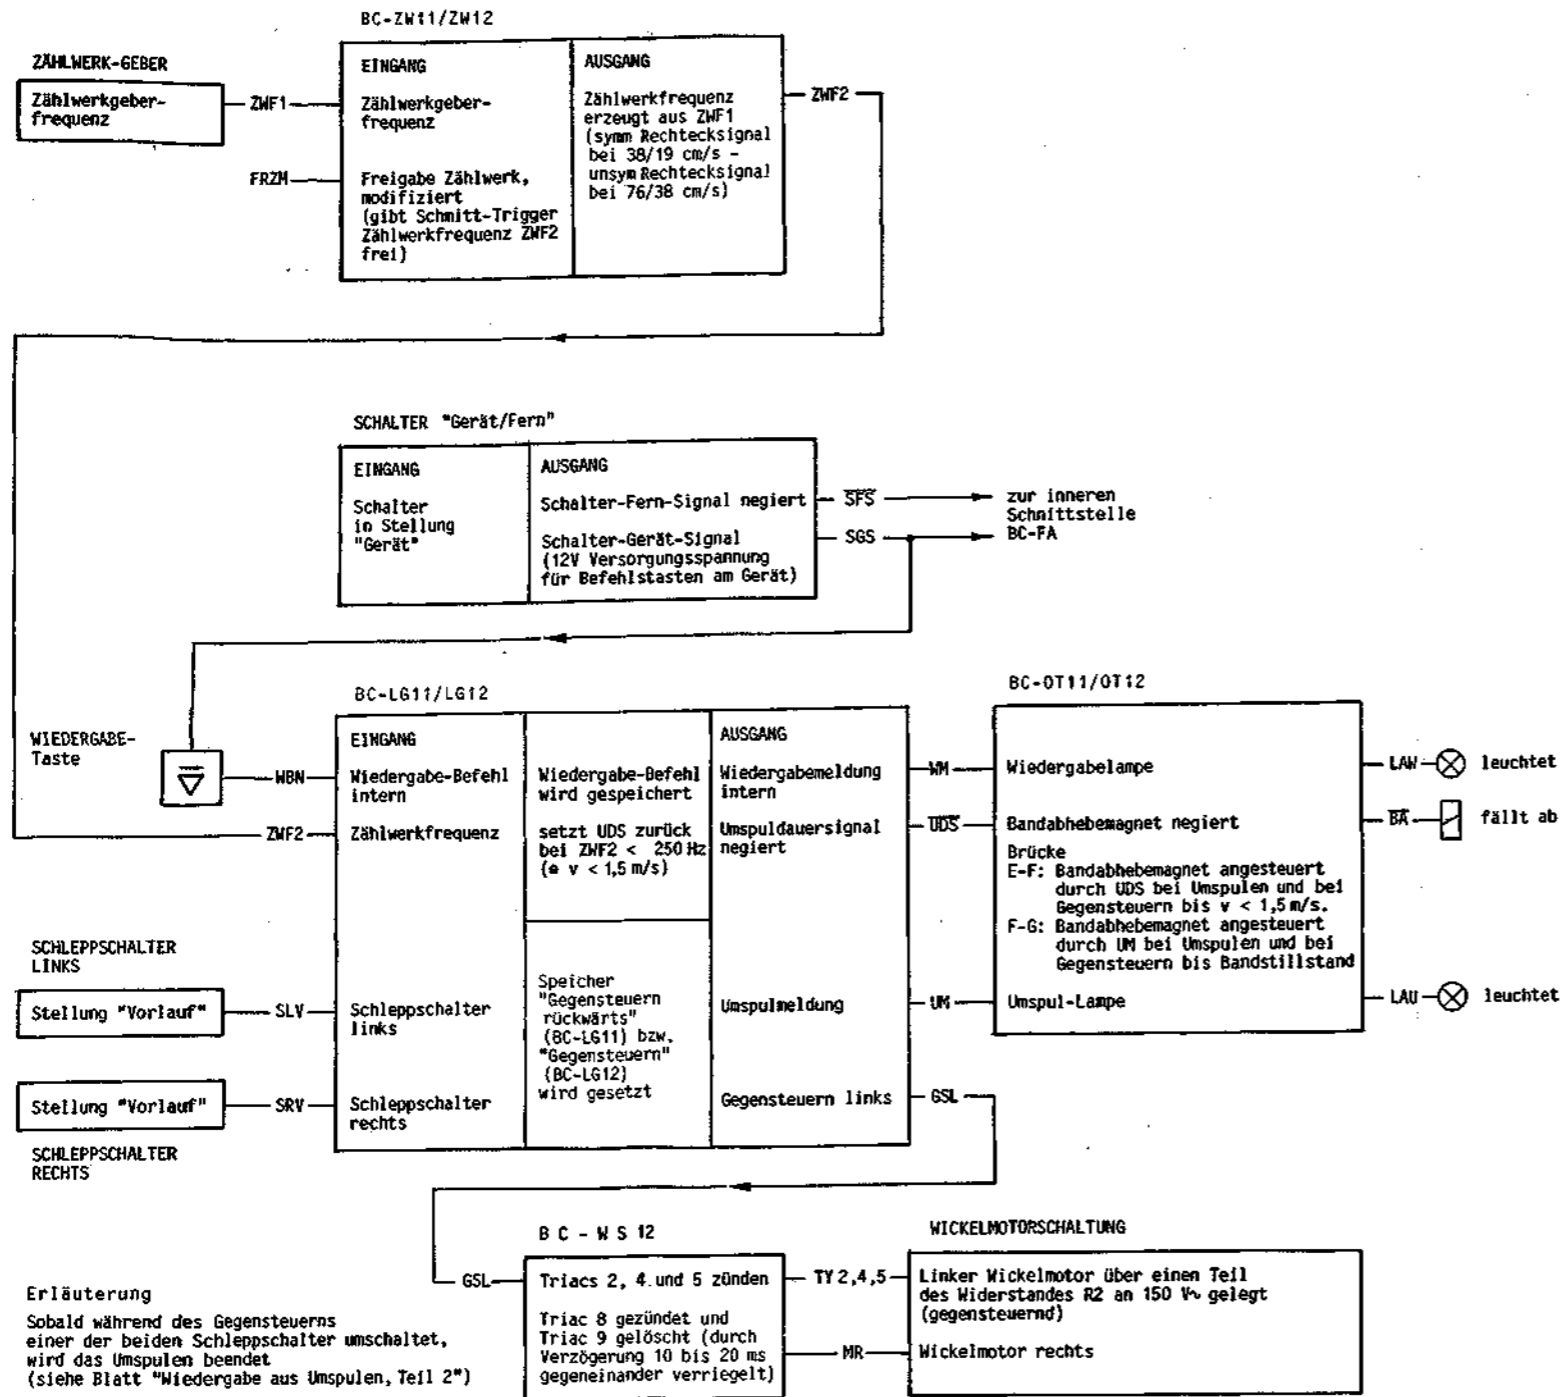 BC-ZW11/ZW12
ZÄHLWERK-GEBER
Zählwerkgeber-
frequenz
ZWF1
EINGANG
Zählwerkgeber-
frequenz
FRZM
Freigabe Zählwerk,
modifiziert
(gibt Schmitt-Trigger
Zählwerkfrequenz ZWF2
frei)
AUSGANG
Zählwerkfrequenz
erzeugt aus ZWF1
(symm Rechtecksignal
bei 38/19 cm/s -
unsym Rechtecksignal
bei 76/38 cm/s)
ZWF2
SCHALTER "Gerät/Fern"
EINGANG
Schalter
in Stellung
"Gerät"
AUSGANG
Schalter-Fern-Signal negiert
Schalter-Gerät-Signal
(12V Versorgungsspannung
für Befehlstasten am Gerät)
SFS
SGS
zur inneren
Schnittstelle
BC-FA
BC-LG11/LG12
WIEDERGABE-
Taste
WBN
ZWF2
EINGANG
Wiedergabe-Befehl
intern
Zählwerkfrequenz
Wiedergabe-Befehl
wird gespeichert
setzt UDS zurück
bei ZWF2 < 250 Hz
(≙ v < 1,5 m/s)
AUSGANG
Wiedergabemeldung
intern
Umspuldauersignal
negiert
WM
UDS
BC-OT11/OT12
Wiedergabelampe
Bandabhebemagnet negiert
Brücke
E-F: Bandabhebemagnet angesteuert
durch UDS bei Umspulen und bei
Gegensteuern bis v < 1,5 m/s.
F-G: Bandabhebemagnet angesteuert
durch UM bei Umspulen und bei
Gegensteuern bis Bandstillstand
Umspul-Lampe
LAW
leuchtet
BA
fällt ab
LAU
leuchtet
SCHLEPPSCHALTER
LINKS
Stellung "Vorlauf"
SLV
Schleppschalter
links
Speicher
"Gegensteuern
rückwärts"
(BC-LG11) bzw.
"Gegensteuern"
(BC-LG12)
wird gesetzt
Umspulmeldung
UM
Stellung "Vorlauf"
SRV
Schleppschalter
rechts
Gegensteuern links
GSL
SCHLEPPSCHALTER
RECHTS
BC-WS 12
GSL
Triacs 2, 4 und 5 zünden
Triac 8 gezündet und
Triac 9 gelöscht (durch
Verzögerung 10 bis 20 ms
gegeneinander verriegelt)
TY 2,4,5
MR
WICKELMOTORSCHALTUNG
Linker Wickelmotor über einen Teil
des Widerstandes R2 an 150 V~ gelegt
(gegensteuernd)
Wickelmotor rechts
Erläuterung
Sobald während des Gegensteuerns
einer der beiden Schleppschalter umschaltet,
wird das Umspulen beendet
(siehe Blatt "Wiedergabe aus Umspulen, Teil 2")